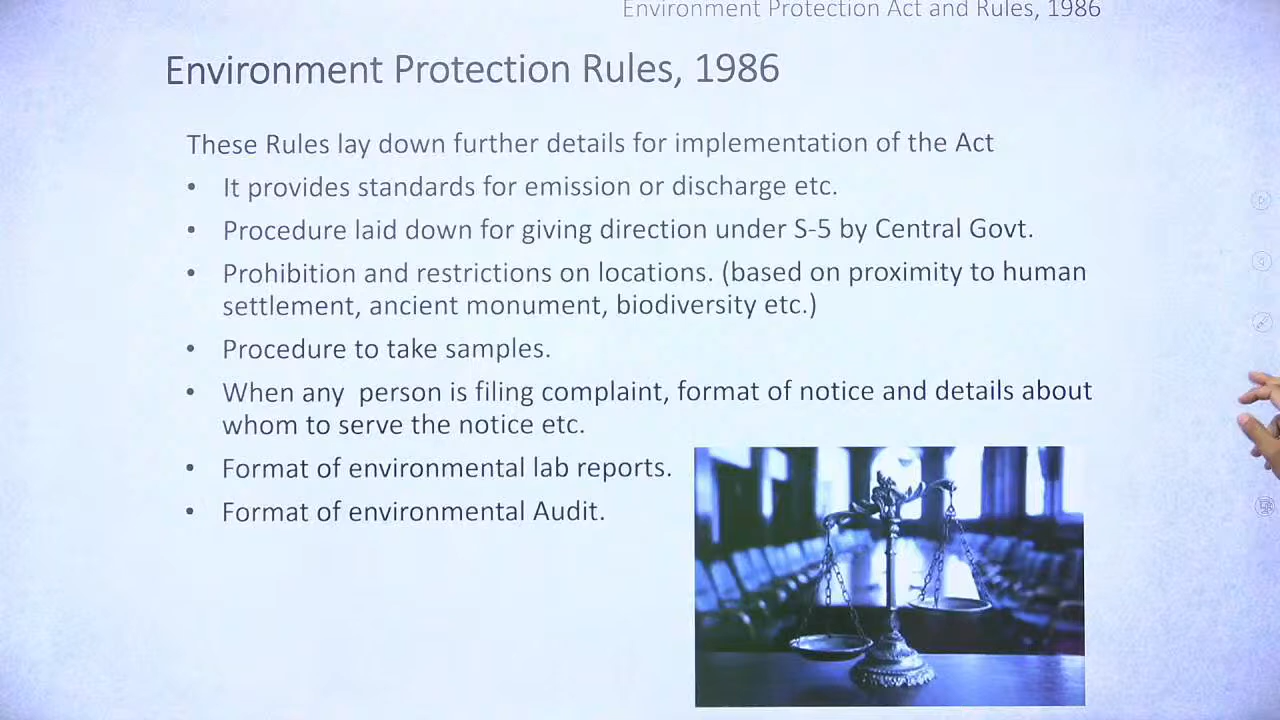 Environment Protection Act and Rules, 1986
Environment Protection Rules, 1986
These Rules lay down further details for implementation of the Act
• It provides standards for emission or discharge etc.
• Procedure laid down for giving direction under S-5 by Central Govt.
• Prohibition and restrictions on locations. (based on proximity to human
settlement, ancient monument, biodiversity etc.)
• Procedure to take samples.
• When any person is filing complaint, format of notice and details about
whom to serve the notice etc.
• Format of environmental lab reports.
• Format of environmental Audit.